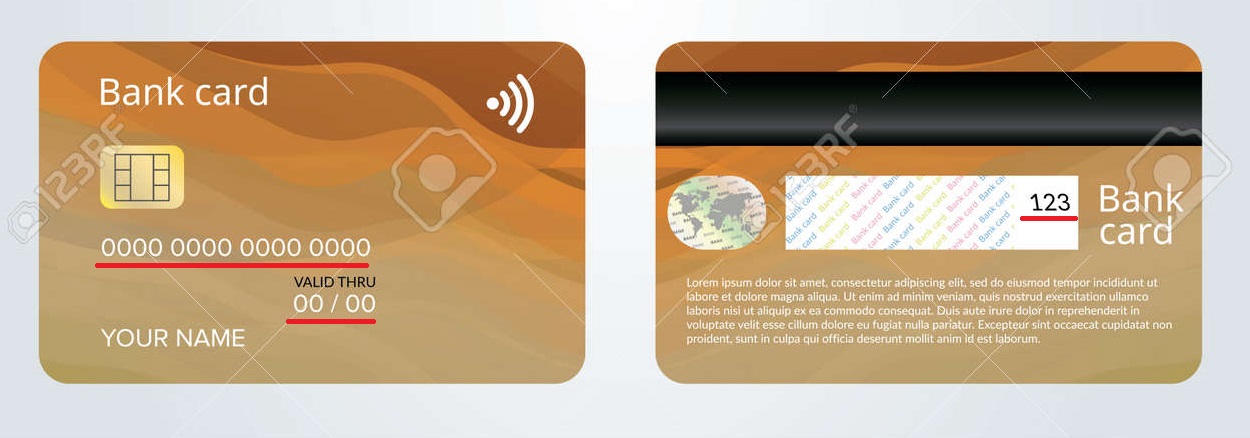 Bank card
0000 0000 0000 0000
VALID THRU
00 / 00
YOUR NAME
123
Bank
card
Lorem ipsum dolor sit amet, consectetur adipiscing elit, sed do eiusmod tempor incididunt ut
labore et dolore magna aliqua. Ut enim ad minim veniam, quis nostrud exercitation ullamco
laboris nisi ut aliquip ex ea commodo consequat. Duis aute irure dolor in reprehenderit in
voluptate velit esse cillum dolore eu fugiat nulla pariatur. Excepteur sint occaecat cupidatat non
proident, sunt in culpa qui officia deserunt mollit anim id est laborum.
123RF
123RF